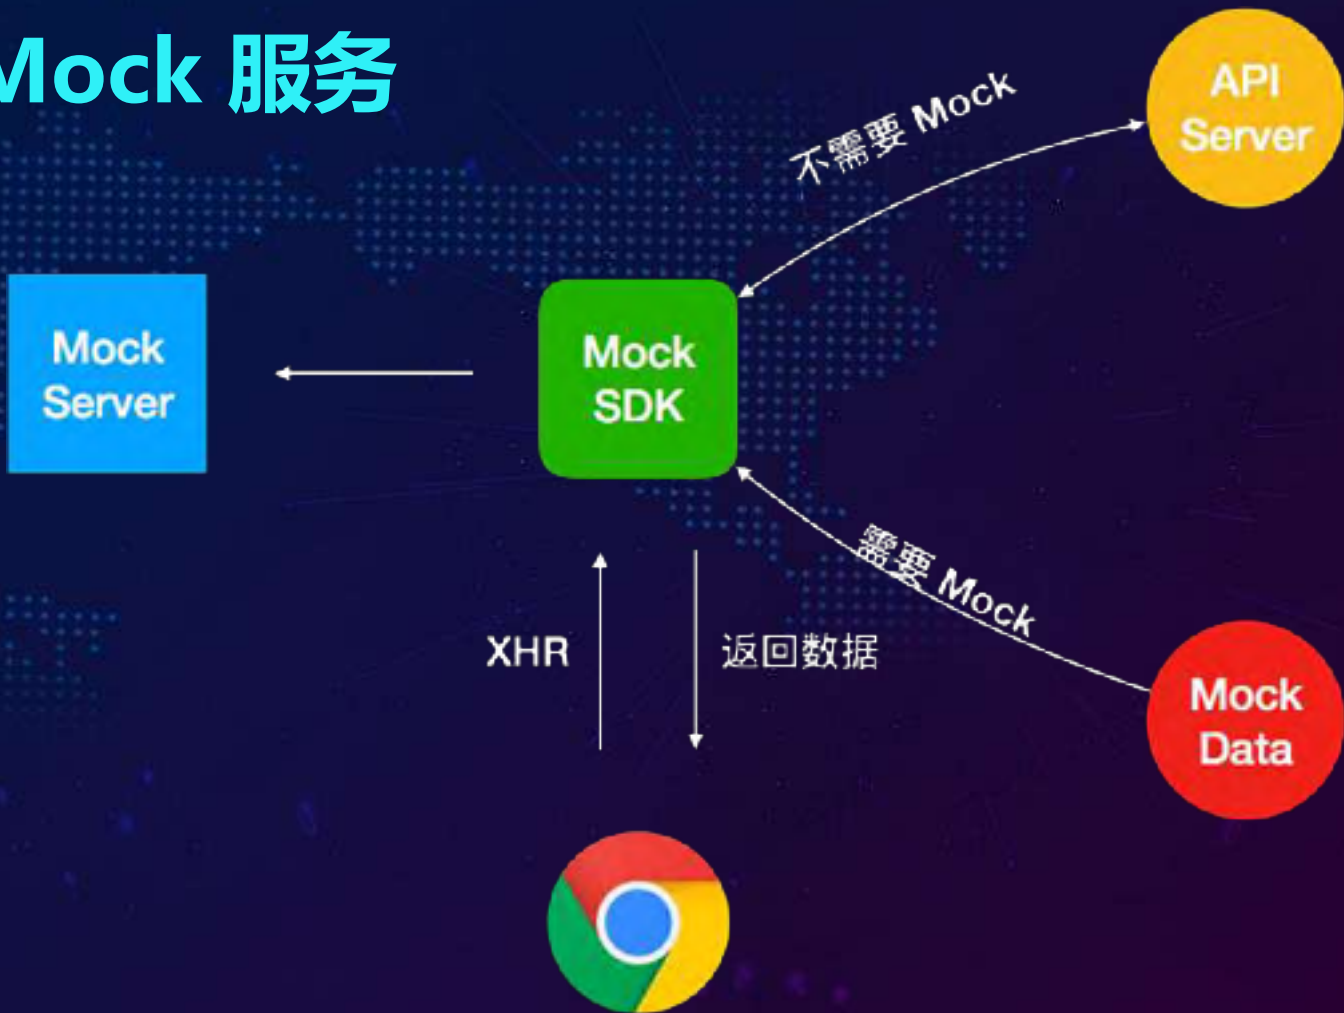 Mock 服务
API
Server
不需要 Mock
Mock
Server
Mock
SDK
需要 Mock
XHR
返回数据
Mock
Data